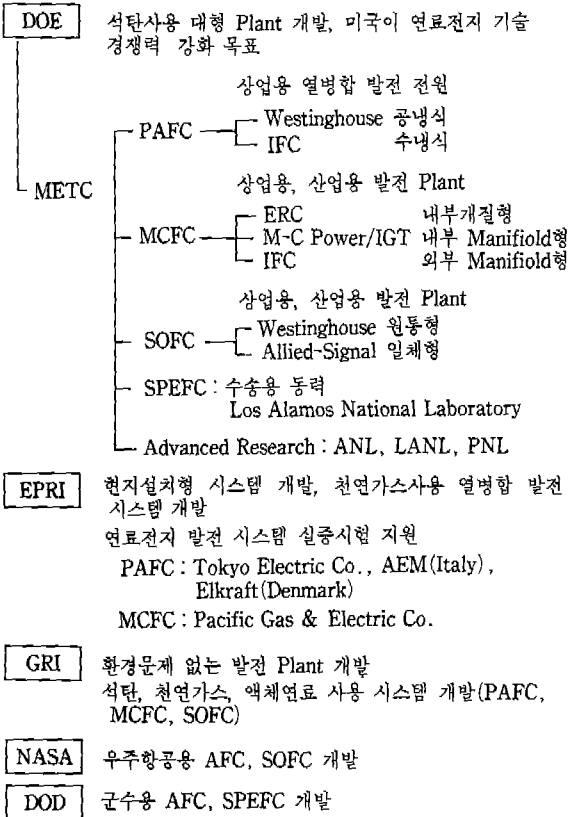 DOE 석탄사용 대형 Plant 개발, 미국이 연료전지 기술
경쟁력 강화 목표
상업용 열병합 발전 전원
PAFC Westinghouse 공냉식
IFC 수냉식
METC
상업용, 산업용 발전 Plant
ERC 내부개질형
MCFC M-C Power/IGT 내부 Manifiold형
IFC 외부 Manifiold형
상업용, 산업용 발전 Plant
SOFC Westinghouse 원통형
Allied-Signal 일체형
SPEFC : 수송용 동력
Los Alamos National Laboratory
Advanced Research : ANL, LANL, PNL
EPRI 현지설치형 시스템 개발, 천연가스사용 열병합 발전
시스템 개발
연료전지 발전 시스템 실증시험 지원
PAFC : Tokyo Electric Co., AEM(Italy),
Elkraft(Denmark)
MCFC : Pacific Gas & Electric Co.
GRI 환경문제 없는 발전 Plant 개발
석탄, 천연가스, 액체연료 사용 시스템 개발(PAFC,
MCFC, SOFC)
NASA 우주항공용 AFC, SOFC 개발
DOD 군수용 AFC, SPEFC 개발